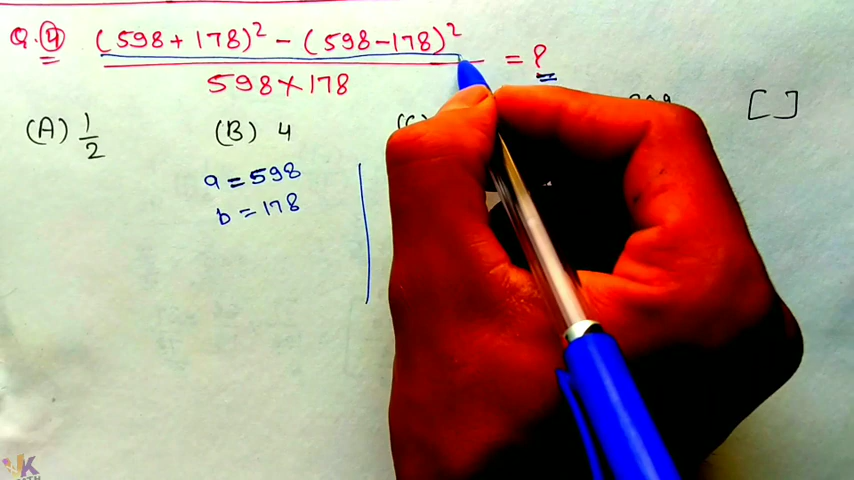 Q.4 (598+178)² - (598-178)²
= ?
598×178
(A) 1/2 (B) 4 (C) [ ]
a = 598
b = 178